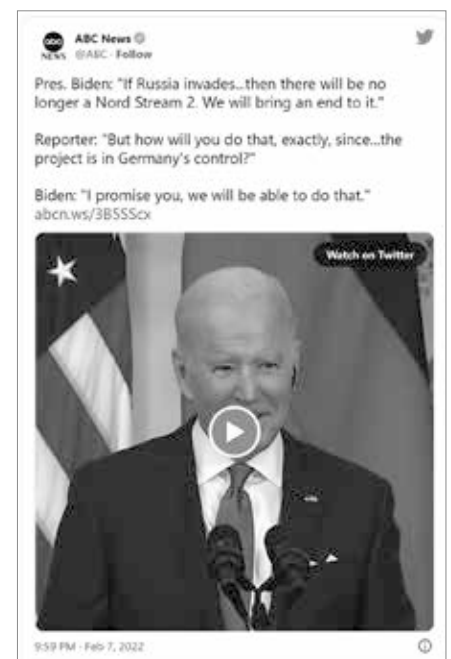 abc
NEWS
ABC News
@ABC · Follow
Pres. Biden: "If Russia invades...then there will be no
longer a Nord Stream 2. We will bring an end to it."
Reporter: "But how will you do that, exactly, since...the
project is in Germany's control?"
Biden: "I promise you, we will be able to do that."
abcn.ws/3B5SScx
Watch on Twitter
9:59 PM · Feb 7, 2022